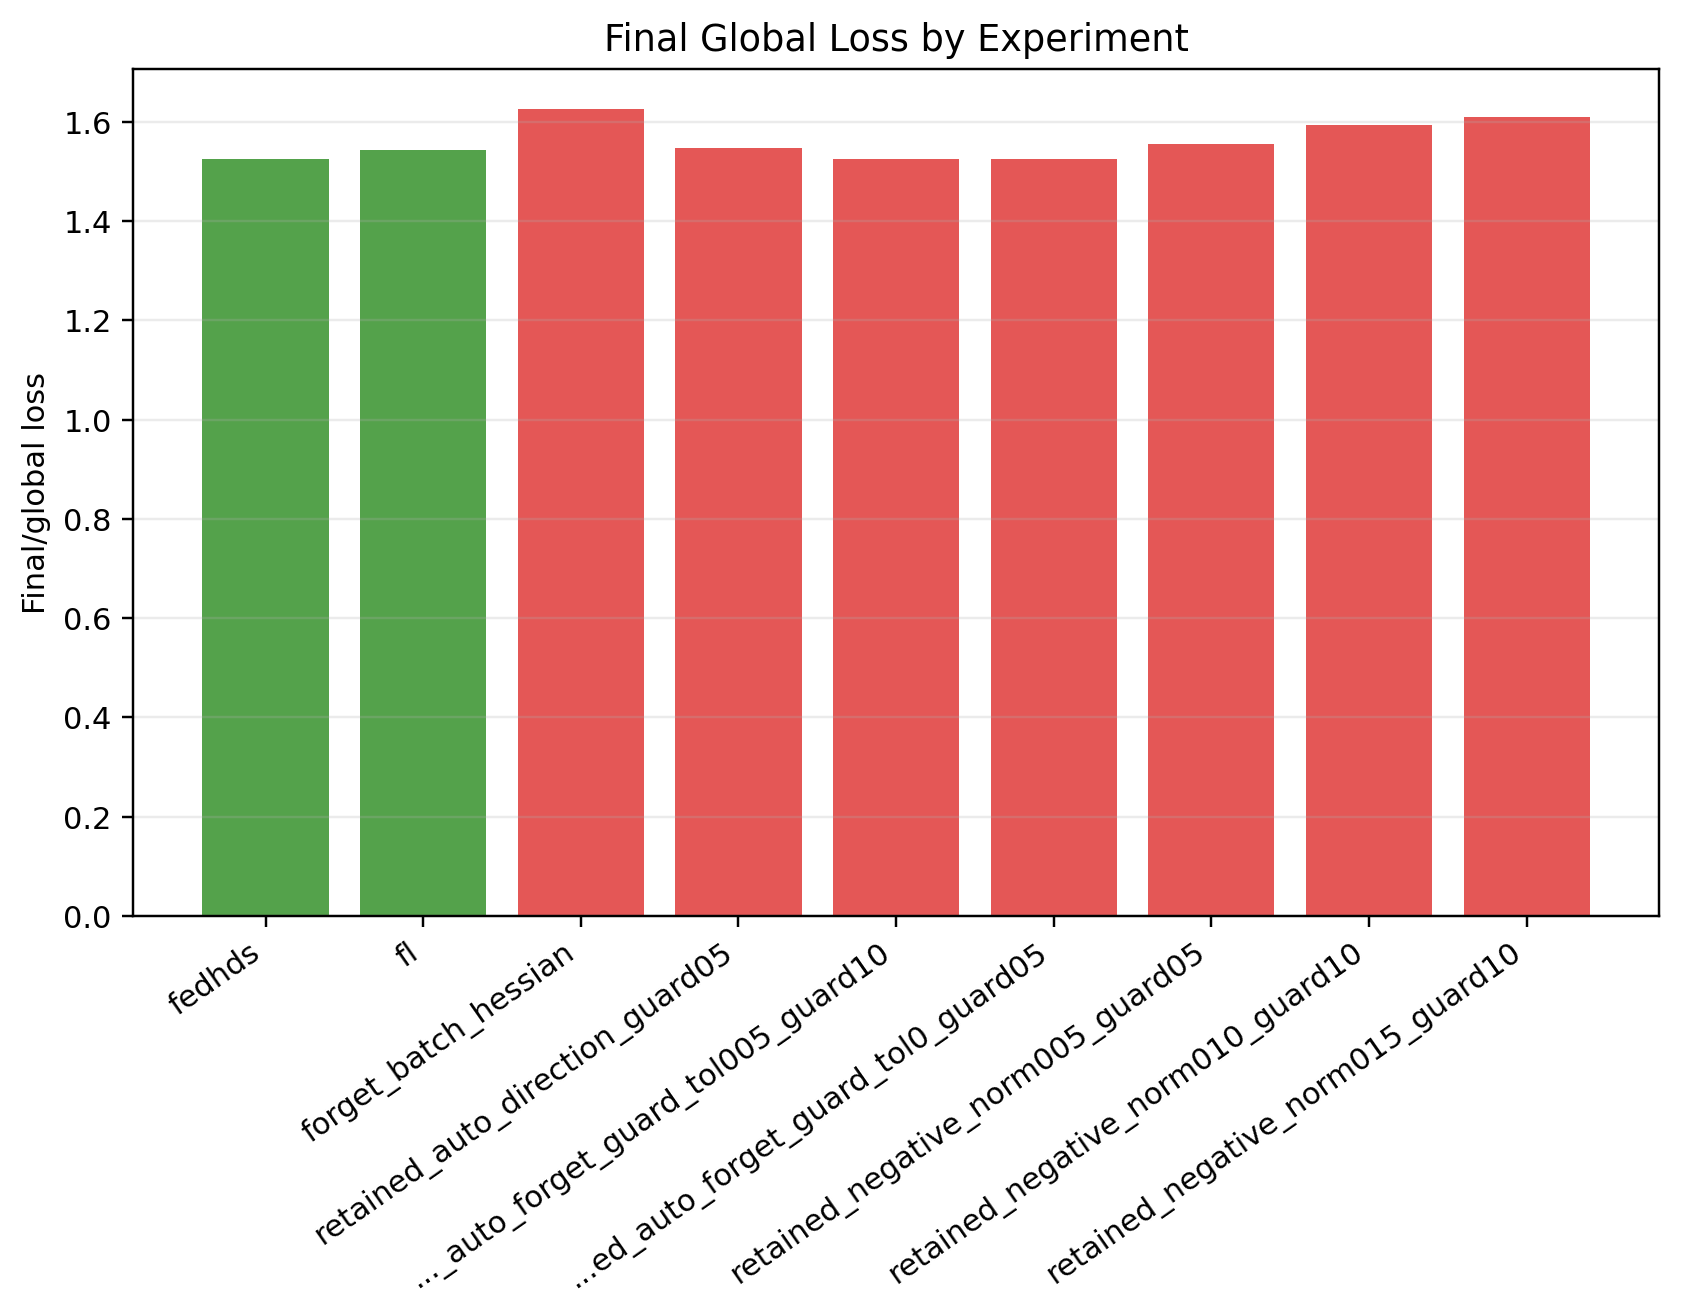 Final Global Loss by Experiment
Final/global loss
1.6
1.4
1.2
1.0
0.8
0.6
0.4
0.2
0.0
fedhds
fl
forget_batch_hessian
retained_auto_direction_guard05
..._auto_forget_guard_tol005_guard10
...ed_auto_forget_guard_tol0_guard05
retained_negative_norm005_guard05
retained_negative_norm010_guard10
retained_negative_norm015_guard10